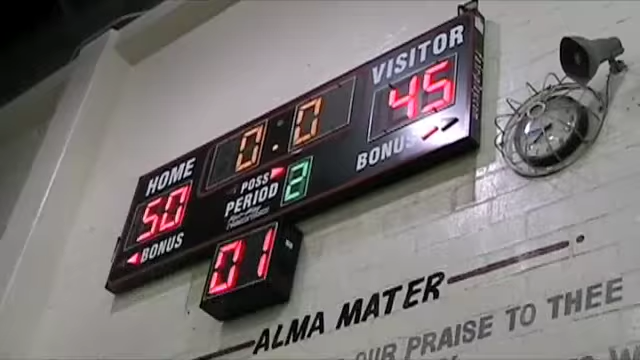 VISITOR
45
0.0
HOME
50
POSS
PERIOD
2
BONUS
BONUS
01
ALMA MATER
OUR PRAISE TO THEE